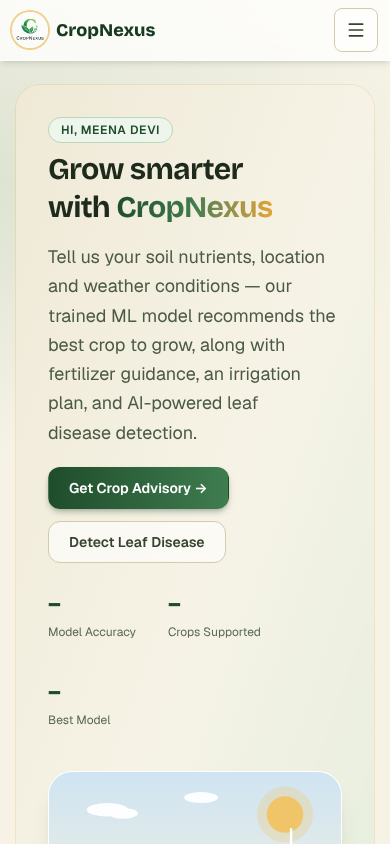 CropNexus
CropNexus
HI, MEENA DEVI
Grow smarter
with CropNexus
Tell us your soil nutrients, location
and weather conditions — our
trained ML model recommends the
best crop to grow, along with
fertilizer guidance, an irrigation
plan, and AI-powered leaf
disease detection.
Get Crop Advisory →
Detect Leaf Disease
– –
Model Accuracy Crops Supported
–
Best Model